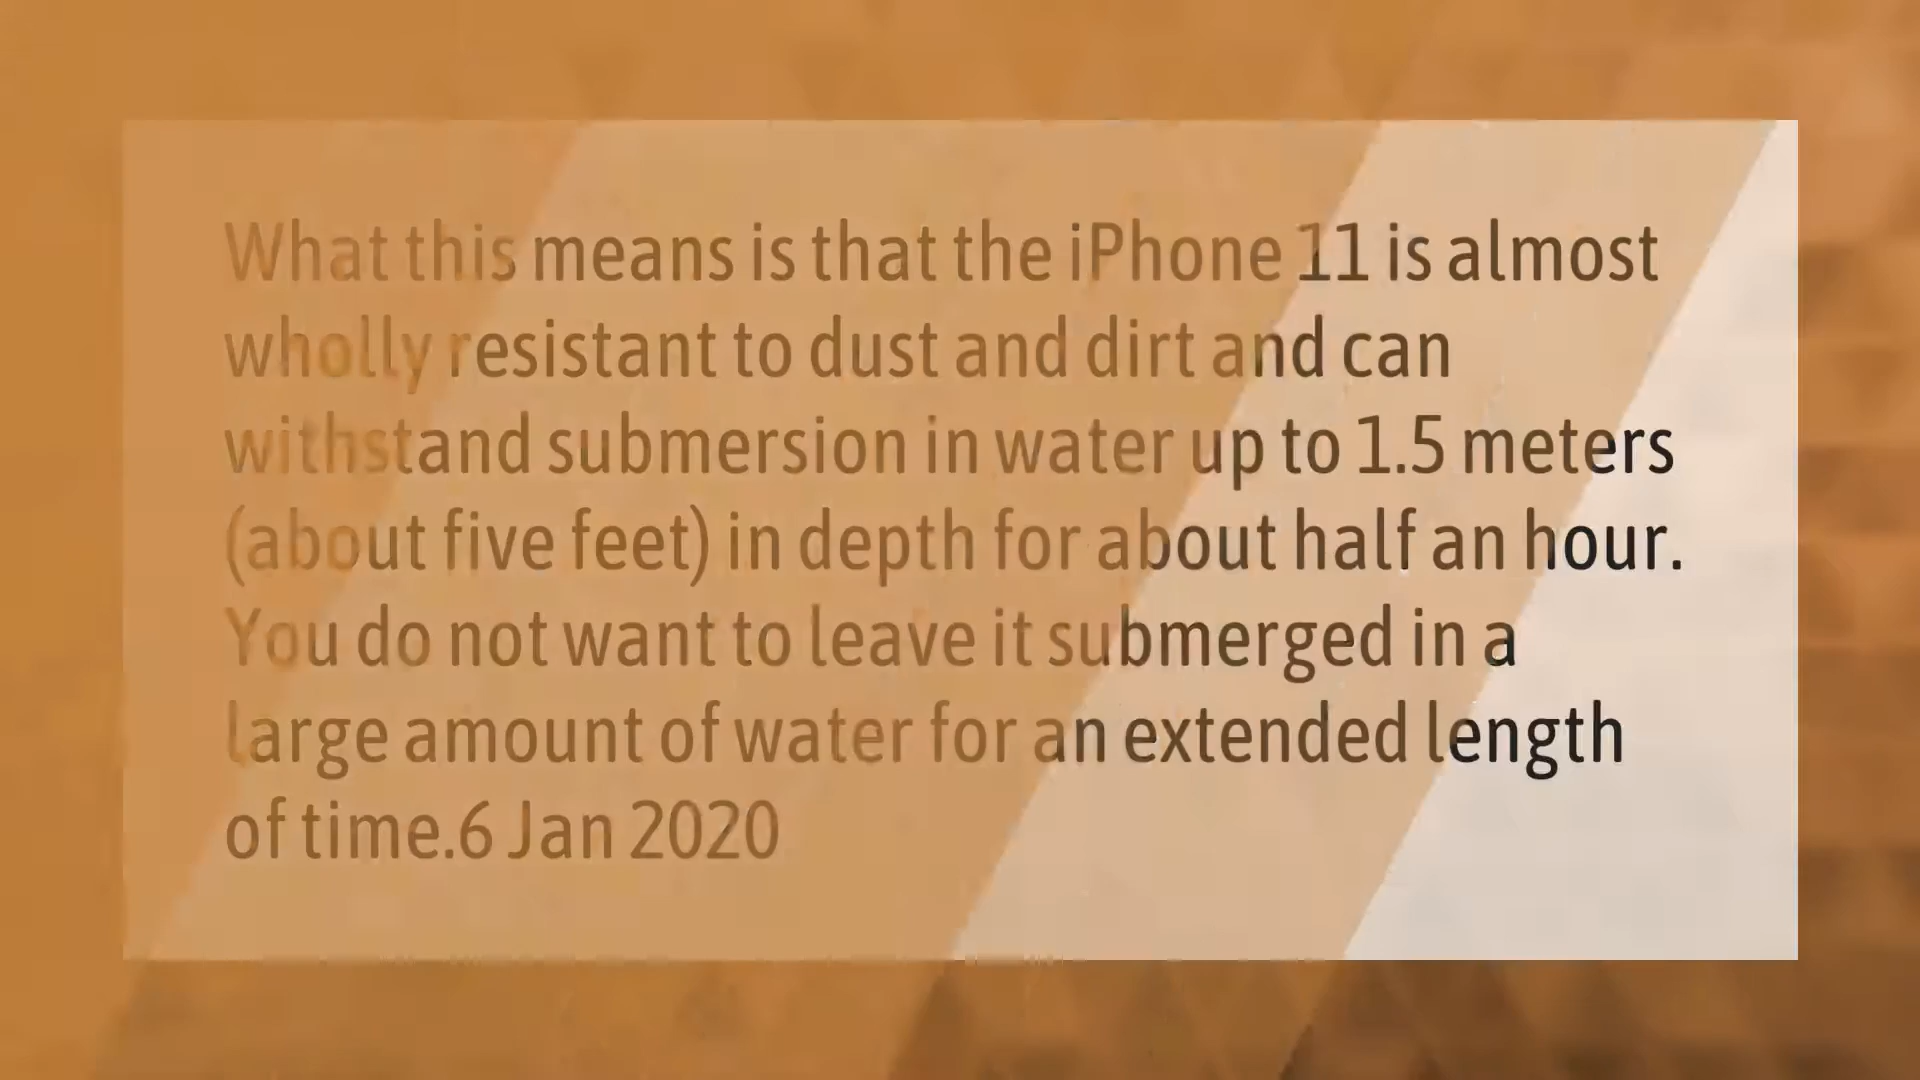 What this means is that the iPhone 11 is almost
wholly resistant to dust and dirt and can
withstand submersion in water up to 1.5 meters
(about five feet) in depth for about half an hour.
You do not want to leave it submerged in a
large amount of water for an extended length
of time.6 Jan 2020